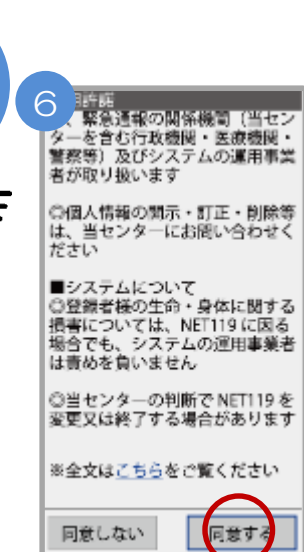 6
用許諾
、緊急通報の関係機関（当セン
ターを含む行政機関・医療機関・
警察等）及びシステムの運用事業
者が取り扱います
◎個人情報の開示・訂正・削除等
は、当センターにお問い合わせく
ださい
■システムについて
◎登録者様の生命・身体に関する
損害については、NET119に因る
場合でも、システムの運用事業者
は責めを負いません
◎当センターの判断でNET119を
変更又は終了する場合があります
※全文はこちらをご覧ください
同意しない
同意する